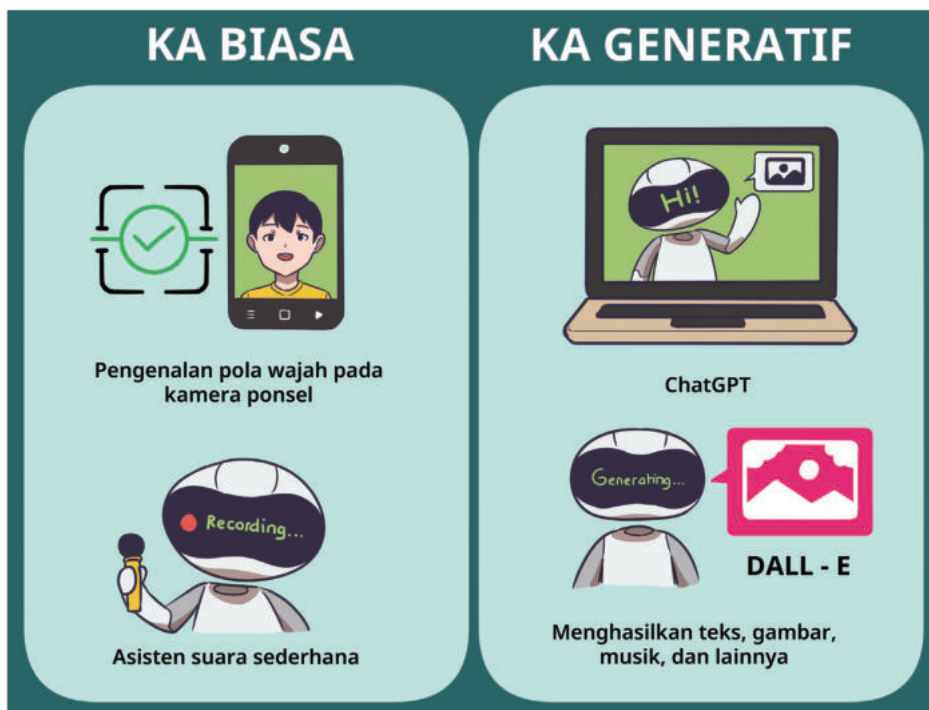 KA BIASA
Pengenalan pola wajah pada
kamera ponsel
Recording...
Asisten suara sederhana
KA GENERATIF
Hi!
ChatGPT
Generating...
DALL - E
Menghasilkan teks, gambar,
musik, dan lainnya